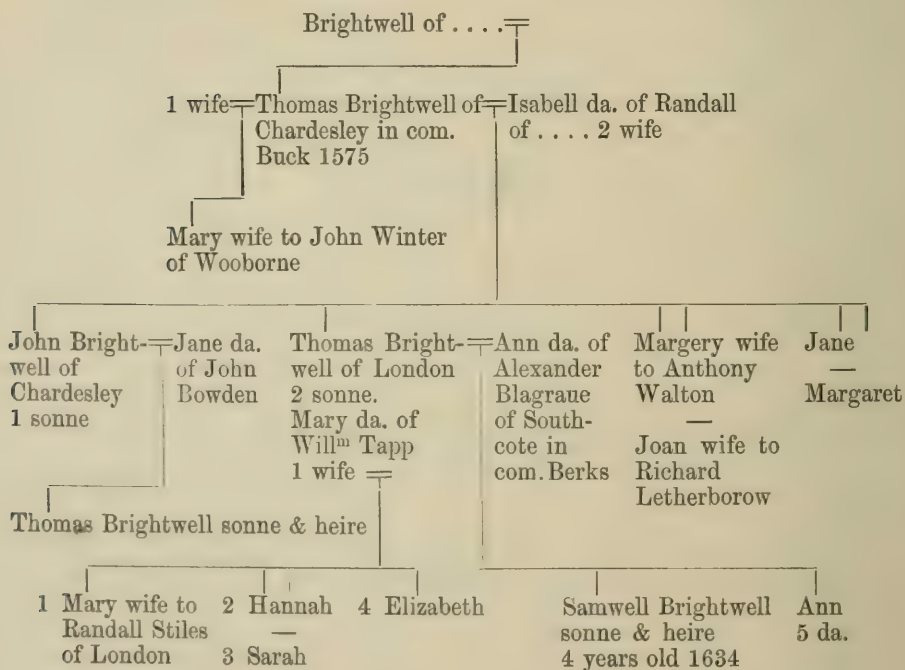 Brightwell of . . . .
1 wife
Thomas Brightwell of
Chardesley in com.
Buck 1575
Isabell da. of Randall
of . . . . 2 wife
Mary wife to John Winter
of Wooborne
John Bright-
well of
Chardesley
1 sonne
Jane da.
of John
Bowden
Thomas Bright-
well of London
2 sonne.
Mary da. of
Willᵐ Tapp
1 wife
Ann da. of
Alexander
Blagraue
of South-
cote in
com. Berks
Margery wife
to Anthony
Walton
—
Joan wife to
Richard
Letherborow
Jane
—
Margaret
Thomas Brightwell sonne & heire
1 Mary wife to
Randall Stiles
of London
2 Hannah
—
3 Sarah
4 Elizabeth
Samwell Brightwell
sonne & heire
4 years old 1634
Ann
5 da.